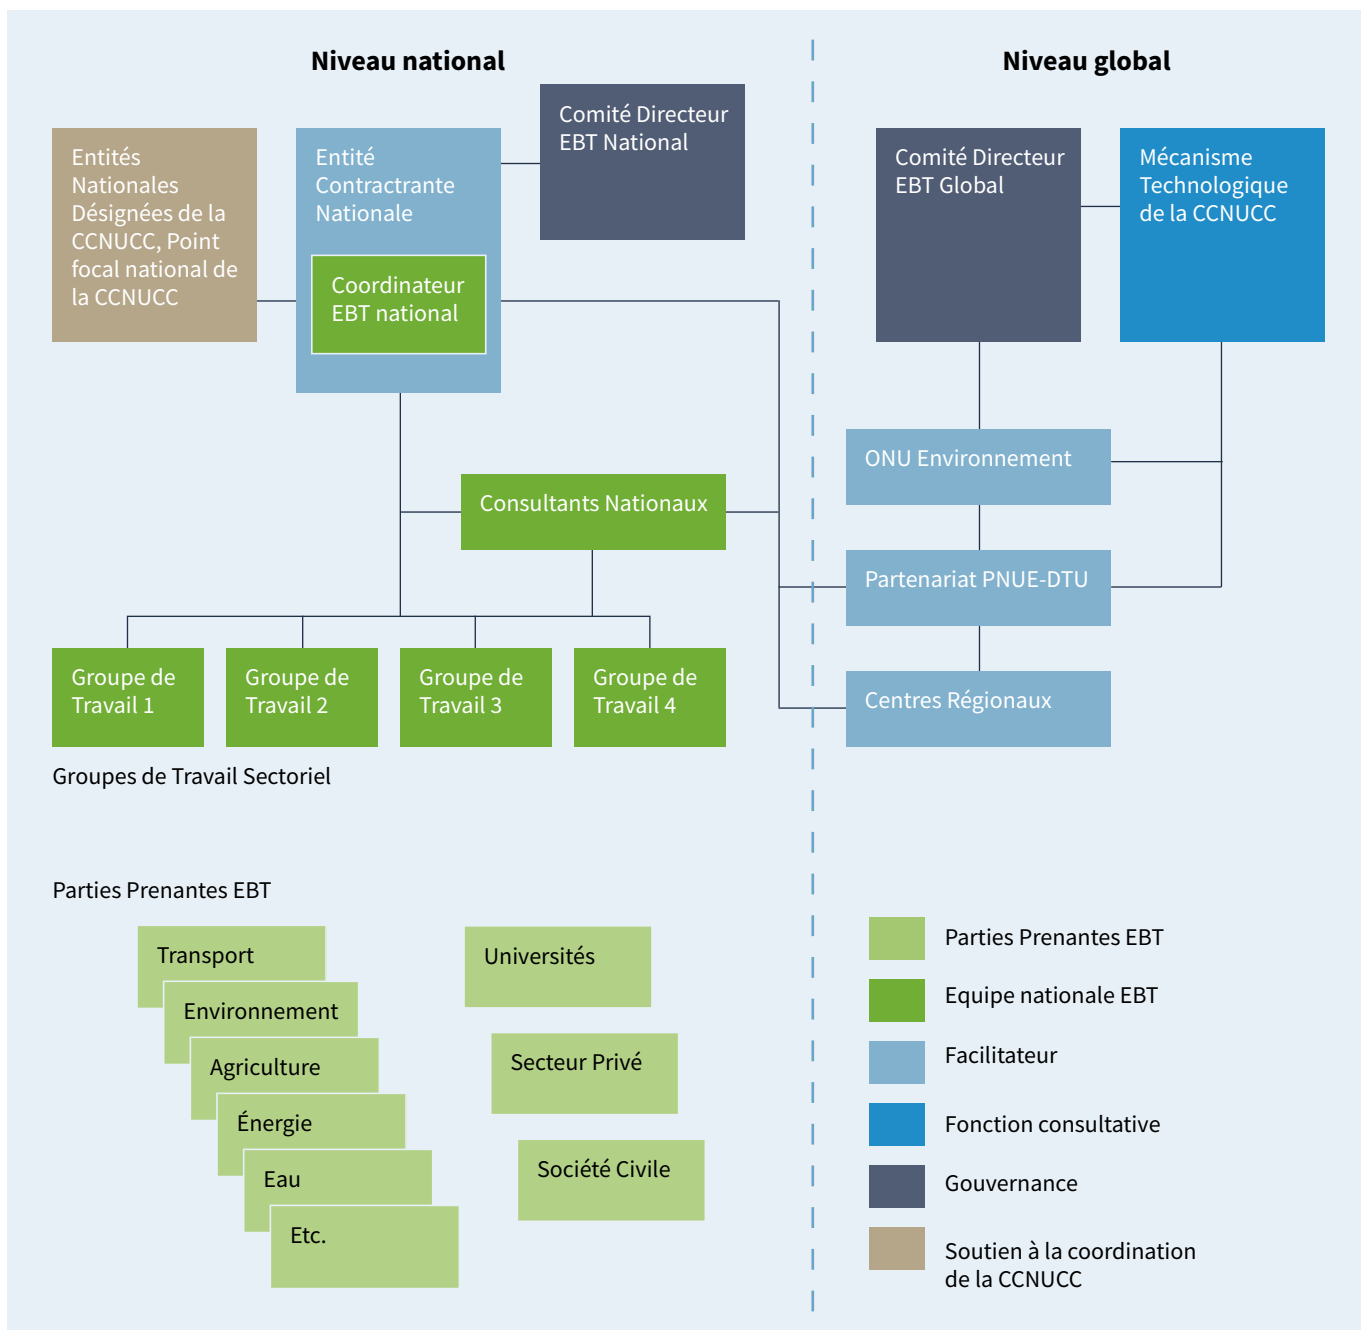 Niveau national
Niveau global
Entités
Nationales
Désignées de la
CCNUCC, Point
focal national de
la CCNUCC
Entité
Contractrante
Nationale
Coordinateur
EBT national
Comité Directeur
EBT National
Comité Directeur
EBT Global
Mécanisme
Technologique
de la CCNUCC
ONU Environnement
Consultants Nationaux
Partenariat PNUE-DTU
Centres Régionaux
Groupe de
Travail 1
Groupe de
Travail 2
Groupe de
Travail 3
Groupe de
Travail 4
Groupes de Travail Sectoriel
Parties Prenantes EBT
Transport
Environnement
Agriculture
Énergie
Eau
Etc.
Universités
Secteur Privé
Société Civile
Parties Prenantes EBT
Equipe nationale EBT
Facilitateur
Fonction consultative
Gouvernance
Soutien à la coordination
de la CCNUCC